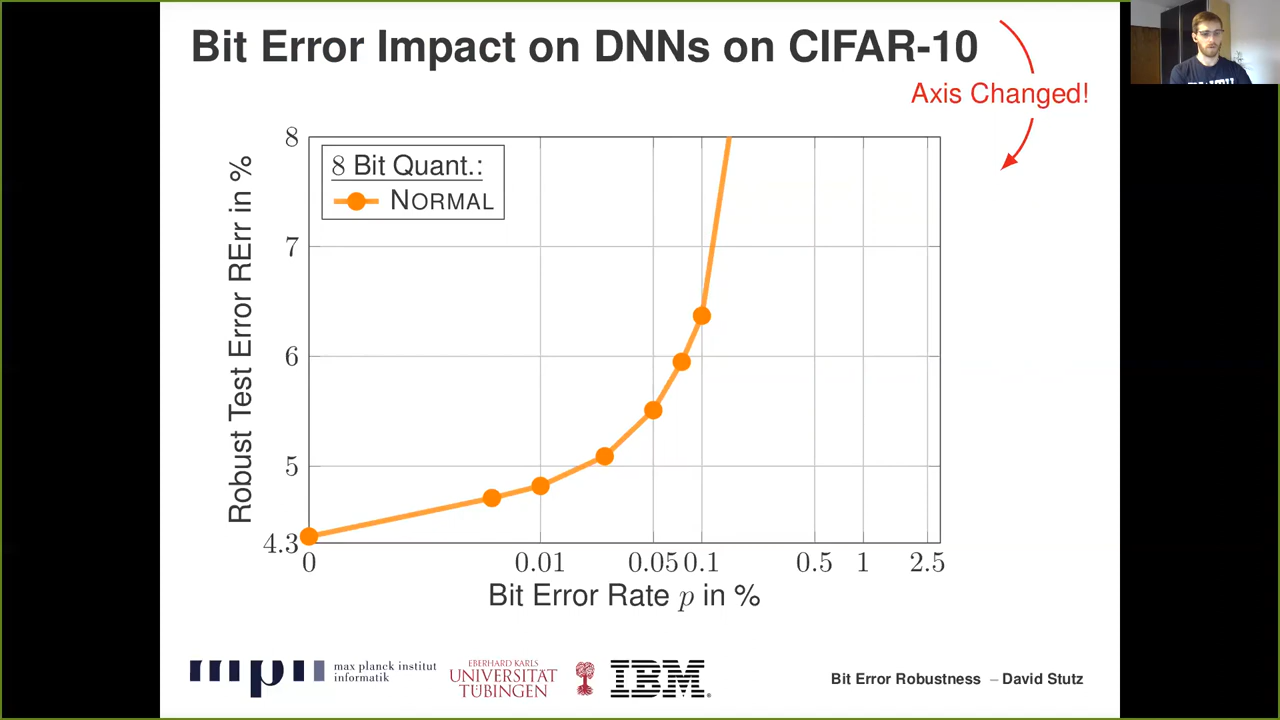 Bit Error Impact on DNNs on CIFAR-10
Axis Changed!
8 Bit Quant.:
NORMAL
Robust Test Error RErr in %
8
7
6
5
4.3
0 0.01 0.05 0.1 0.5 1 2.5
Bit Error Rate p in %
mpii max planck institut
informatik
EBERHARD KARLS
UNIVERSITÄT
TÜBINGEN
IBM
Bit Error Robustness – David Stutz